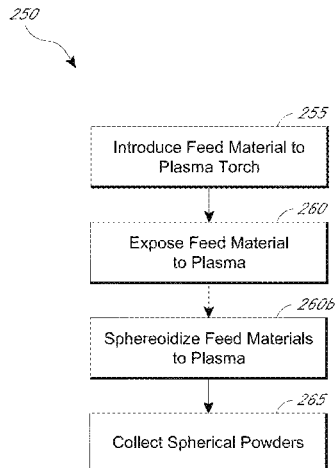 250
255
Introduce Feed Material to
Plasma Torch
260
Expose Feed Material
to Plasma
260b
Sphereoidize Feed Materials
to Plasma
265
Collect Spherical Powders